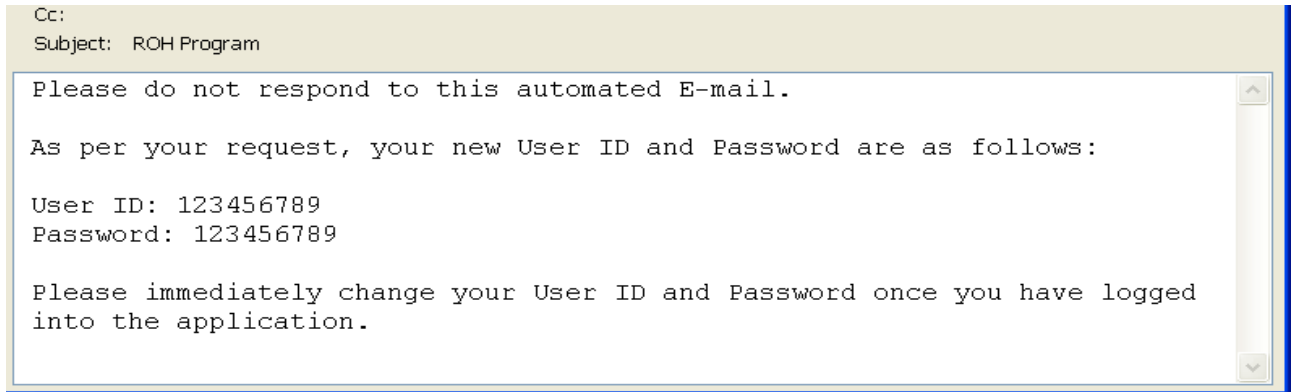 Cc:
Subject: ROH Program
Please do not respond to this automated E-mail.
As per your request, your new User ID and Password are as follows:
User ID: 123456789
Password: 123456789
Please immediately change your User ID and Password once you have logged
into the application.